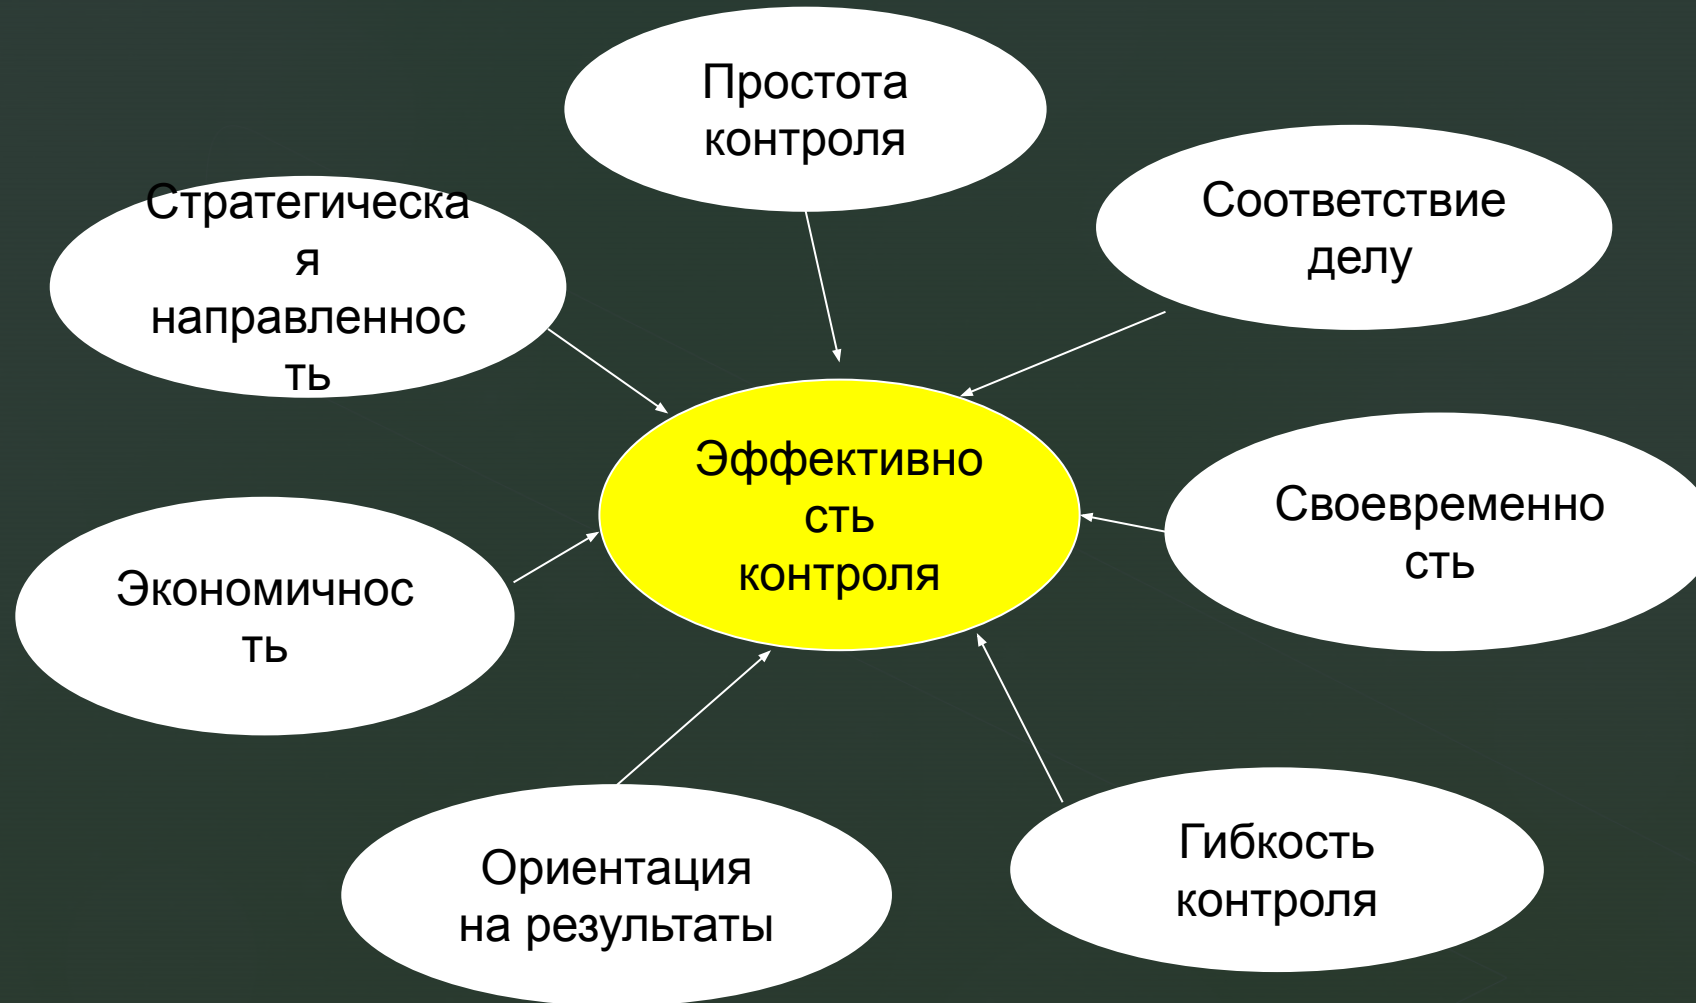 Простота
контроля
Стратегическа
я
направленнос
ть
Соответствие
делу
Эффективно
сть
контроля
Своевременно
сть
Экономичнос
ть
Ориентация
на результаты
Гибкость
контроля